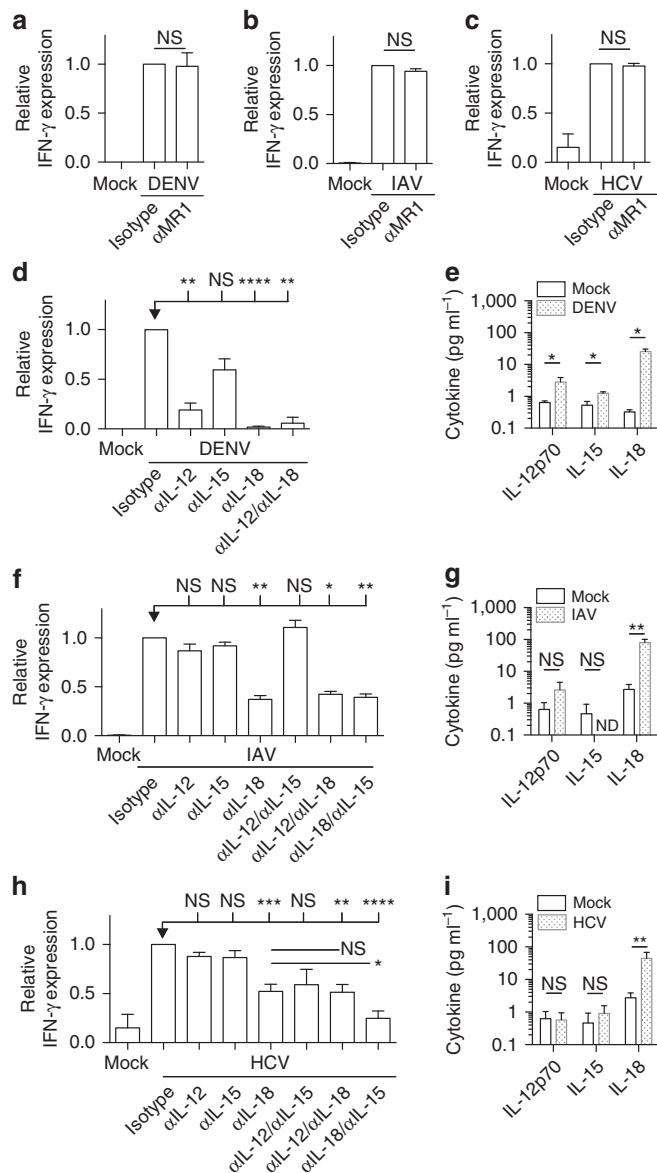 a
NS
Relative
IFN-γ expression
1.0
0.5
0.0
Mock
DENV
Isotype
αMR1
b
NS
Relative
IFN-γ expression
1.0
0.5
0.0
Mock
IAV
Isotype
αMR1
c
NS
Relative
IFN-γ expression
1.0
0.5
0.0
Mock
HCV
Isotype
αMR1
d
** NS **** **
Relative
IFN-γ expression
1.0
0.5
0.0
Mock
DENV
Isotype
αIL-12
αIL-15
αIL-18
αIL-12/αIL-18
e
Mock
DENV
Cytokine (pg ml−1)
1,000
100
10
1
0.1
* * *
IL-12p70
IL-15
IL-18
f
NS NS ** NS * **
Relative
IFN-γ expression
1.0
0.5
0.0
Mock
IAV
Isotype
αIL-12
αIL-15
αIL-18
αIL-12/αIL-15
αIL-12/αIL-18
αIL-18/αIL-15
g
Mock
IAV
Cytokine (pg ml−1)
1,000
100
10
1
0.1
NS NS **
ND
IL-12p70
IL-15
IL-18
h
NS NS *** NS ** ****
NS
*
Relative
IFN-γ expression
1.0
0.5
0.0
Mock
HCV
Isotype
αIL-12
αIL-15
αIL-18
αIL-12/αIL-15
αIL-12/αIL-18
αIL-18/αIL-15
i
Mock
HCV
Cytokine (pg ml−1)
1,000
100
10
1
0.1
NS NS **
IL-12p70
IL-15
IL-18